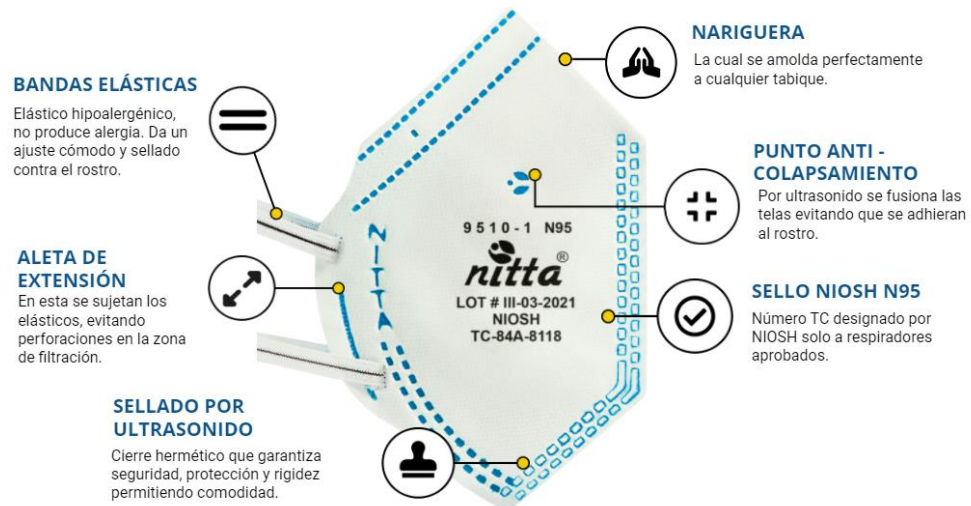 NARIGUERA
La cual se amolda perfectamente
a cualquier tabique.
BANDAS ELÁSTICAS
Elástico hipoalergénico,
no produce alergia. Da un
ajuste cómodo y sellado
contra el rostro.
PUNTO ANTI -
COLAPSAMIENTO
Por ultrasonido se fusiona las
telas evitando que se adhieran
al rostro.
ALETA DE
EXTENSIÓN
En esta se sujetan los
elásticos, evitando
perforaciones en la zona
de filtración.
NITTA
9510-1 N95
nitta®
LOT # III-03-2021
NIOSH
TC-84A-8118
SELLO NIOSH N95
Número TC designado por
NIOSH solo a respiradores
aprobados.
SELLADO POR
ULTRASONIDO
Cierre hermético que garantiza
seguridad, protección y rigidez
permitiendo comodidad.